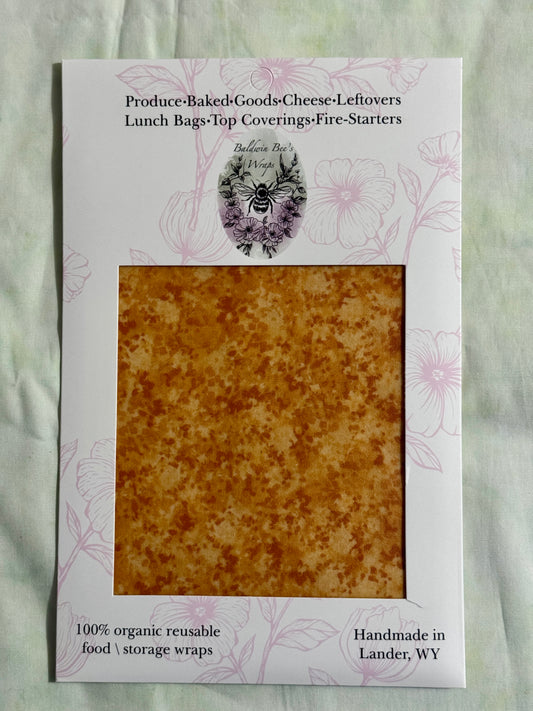 Produce•Baked•Goods•Cheese•Leftovers
Lunch Bags•Top Coverings•Fire-Starters
Baldwin Bee's
Wraps
100% organic reusable
food \ storage wraps
Handmade in
Lander, WY